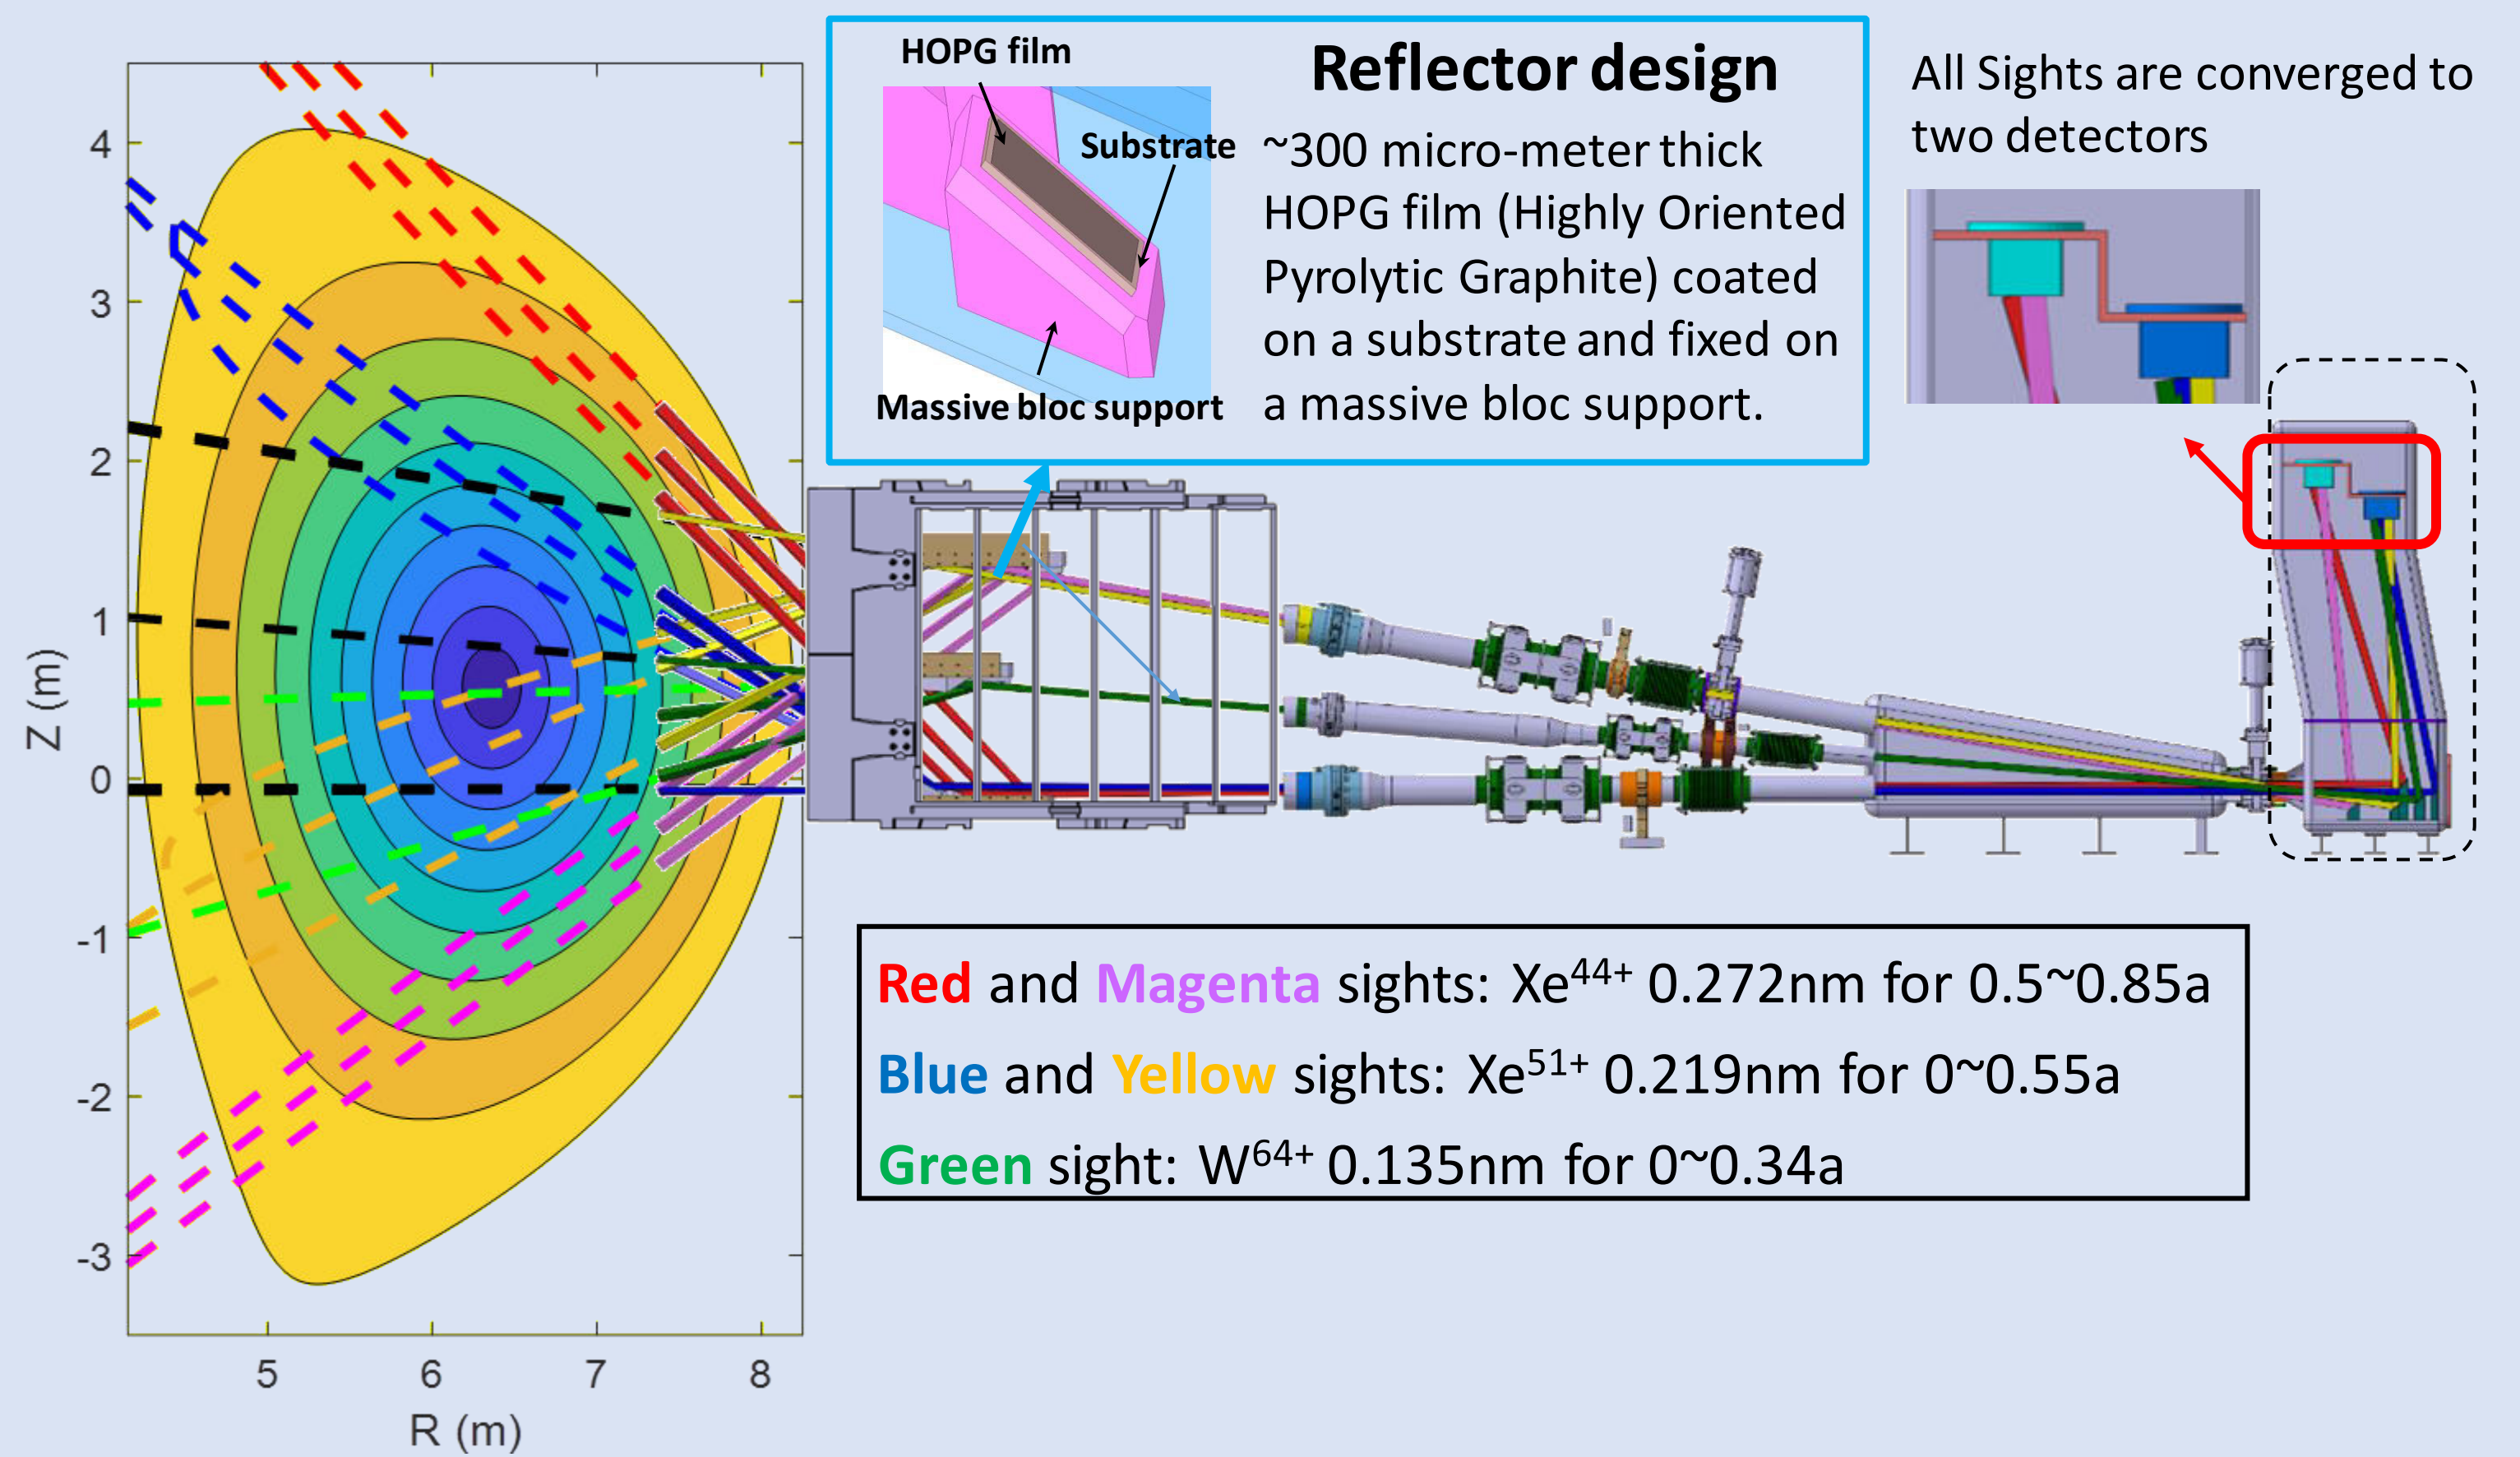 HOPG film
Substrate
Massive bloc support
Reflector design
~300 micro-meter thick
HOPG film (Highly Oriented
Pyrolytic Graphite) coated
on a substrate and fixed on
a massive bloc support.
All Sights are converged to
two detectors
4
3
2
1
0
-1
-2
-3
Z (m)
5 6 7 8
R (m)
Red and Magenta sights: Xe⁴⁴⁺ 0.272nm for 0.5~0.85a
Blue and Yellow sights: Xe⁵¹⁺ 0.219nm for 0~0.55a
Green sight: W⁶⁴⁺ 0.135nm for 0~0.34a